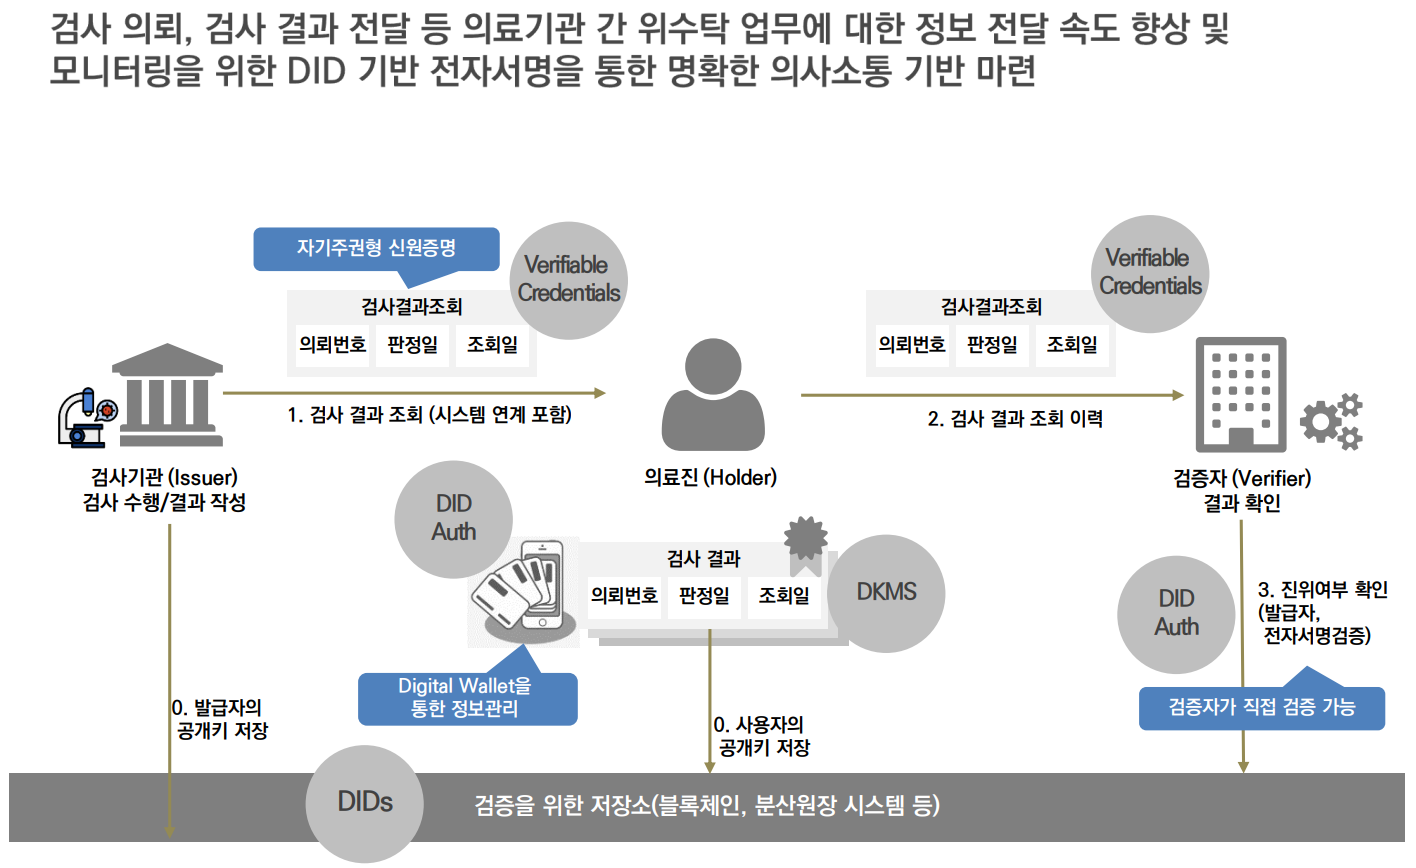 검사 의뢰, 검사 결과 전달 등 의료기관 간 위수탁 업무에 대한 정보 전달 속도 향상 및
모니터링을 위한 DID 기반 전자서명을 통한 명확한 의사소통 기반 마련
자기주권형 신원증명
Verifiable
Credentials
검사결과조회
의뢰번호 판정일 조회일
1. 검사 결과 조회 (시스템 연계 포함)
Verifiable
Credentials
검사결과조회
의뢰번호 판정일 조회일
2. 검사 결과 조회 이력
검사기관 (Issuer)
검사 수행/결과 작성
의료진 (Holder)
검증자 (Verifier)
결과 확인
DID
Auth
검사 결과
의뢰번호 판정일 조회일
DKMS
Digital Wallet을
통한 정보관리
DID
Auth
3. 진위여부 확인
(발급자,
전자서명검증)
검증자가 직접 검증 가능
0. 발급자의
공개키 저장
0. 사용자의
공개키 저장
DIDs
검증을 위한 저장소(블록체인, 분산원장 시스템 등)